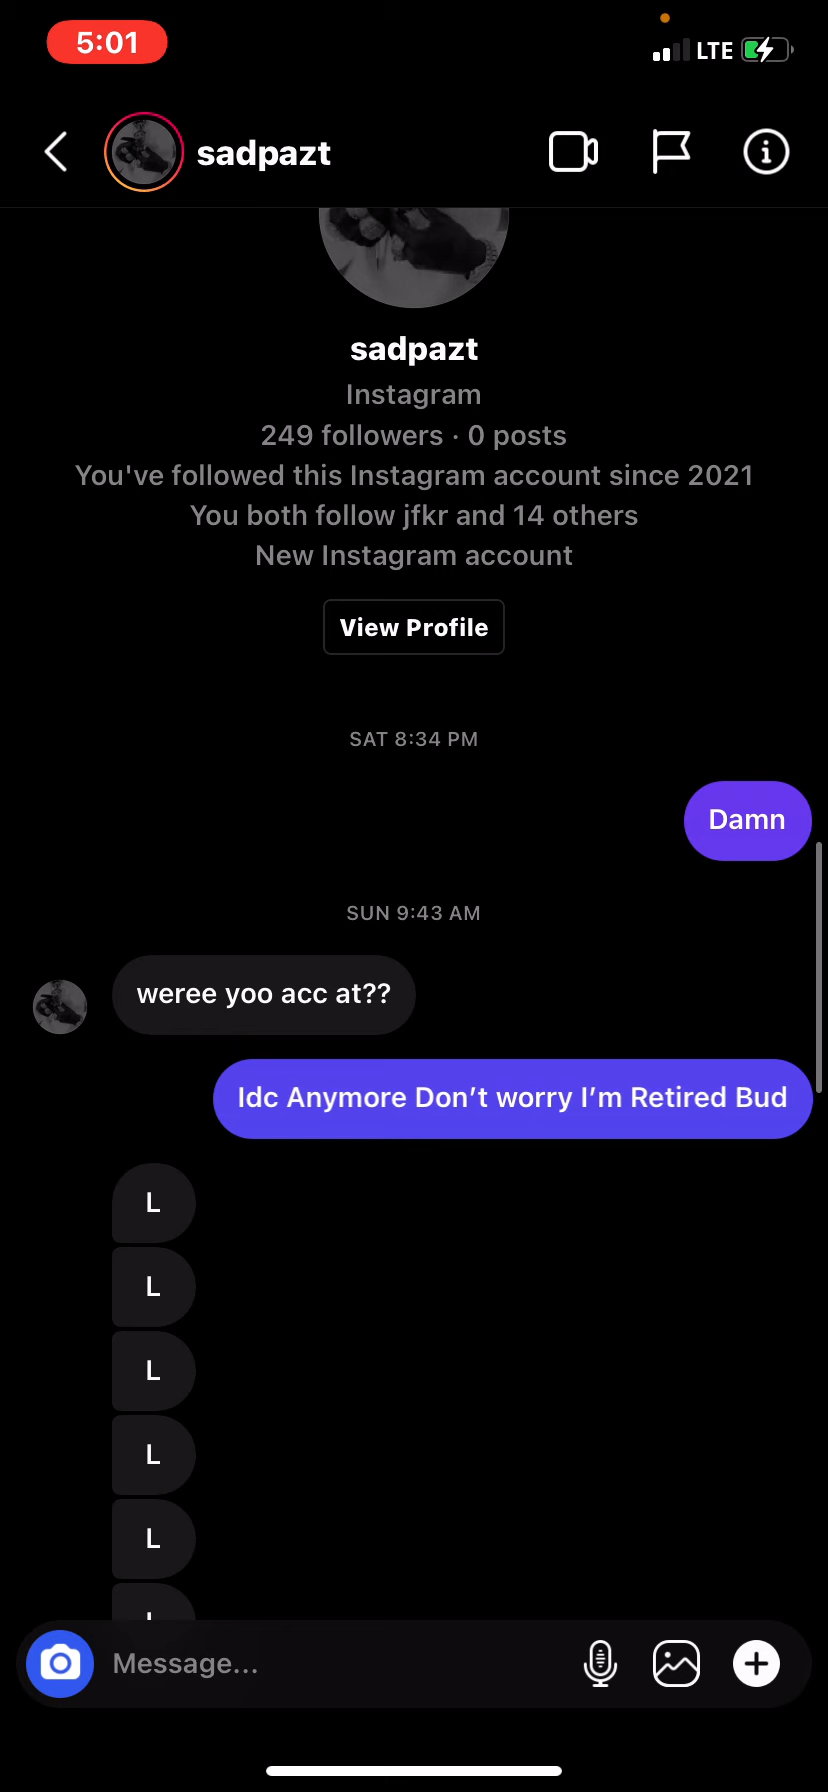 5:01
LTE
sadpazt
sadpazt
Instagram
249 followers · 0 posts
You've followed this Instagram account since 2021
You both follow jfkr and 14 others
New Instagram account
View Profile
SAT 8:34 PM
Damn
SUN 9:43 AM
weree yoo acc at??
Idc Anymore Don’t worry I’m Retired Bud
L
L
L
L
L
Message...